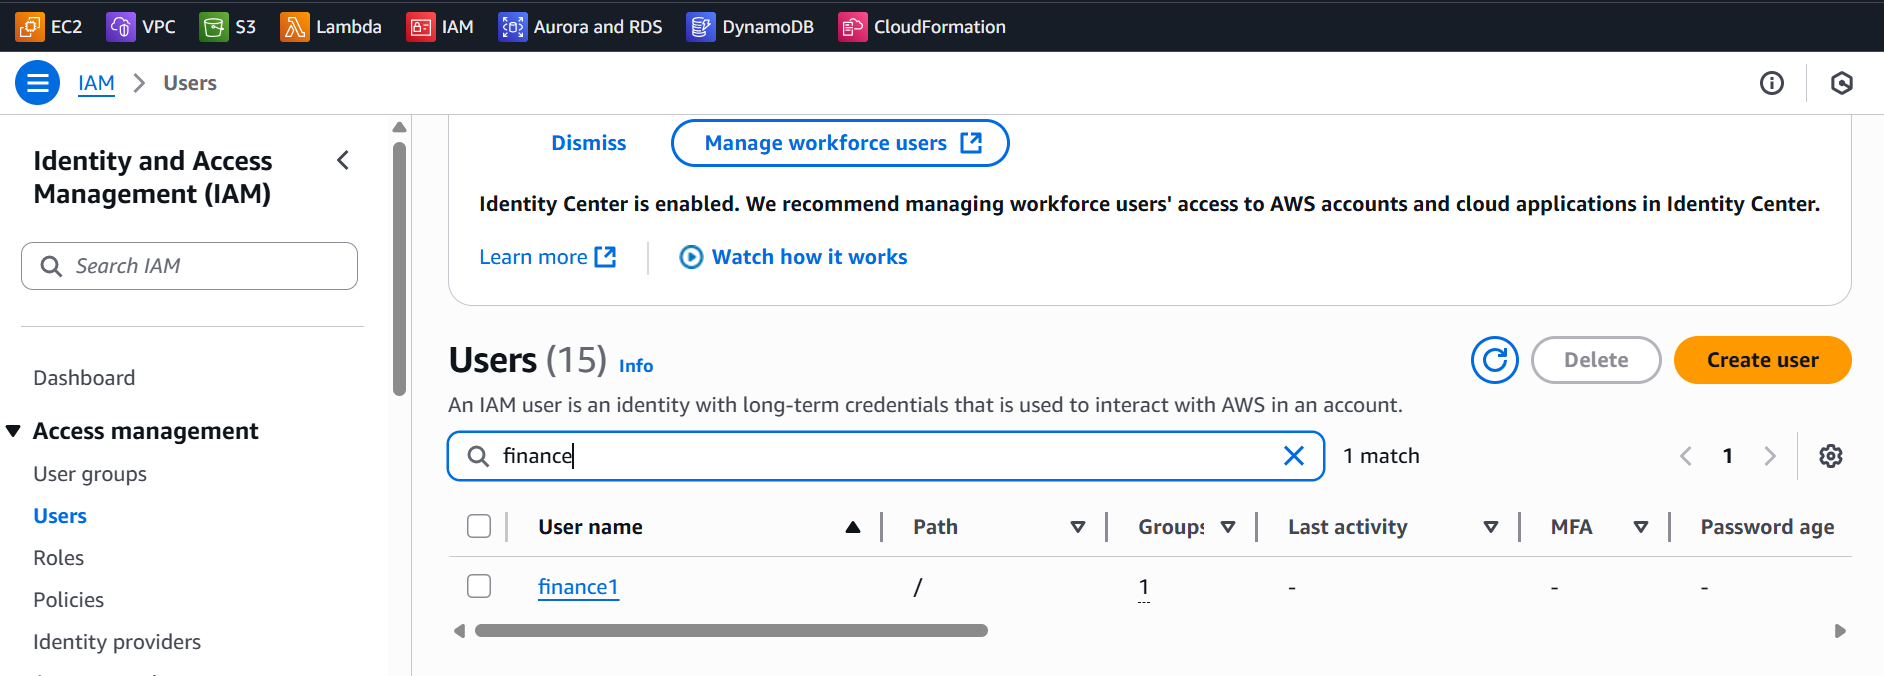 EC2 VPC S3 Lambda IAM Aurora and RDS DynamoDB CloudFormation
IAM Users
Identity and Access
Management (IAM)
Search IAM
Dashboard
Access management
User groups
Users
Roles
Policies
Identity providers
Dismiss Manage workforce users
Identity Center is enabled. We recommend managing workforce users' access to AWS accounts and cloud applications in Identity Center.
Learn more Watch how it works
Users (15) Info
Delete Create user
An IAM user is an identity with long-term credentials that is used to interact with AWS in an account.
finance 1 match 1
User name Path Groups Last activity MFA Password age
finance1 / 1 - - -